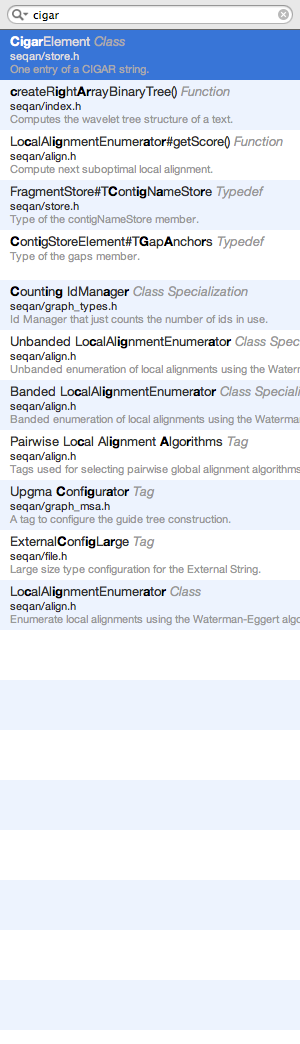 cigar
CigarElement Class
seqan/store.h
One entry of a CIGAR string.
createRightArrayBinaryTree() Function
seqan/index.h
Computes the wavelet tree structure of a text.
LocalAlignmentEnumerator#getScore() Function
seqan/align.h
Compute next suboptimal local alignment.
FragmentStore#TContigNameStore Typedef
seqan/store.h
Type of the contigNameStore member.
ContigStoreElement#TGapAnchors Typedef
Type of the gaps member.
Counting IdManager Class Specialization
seqan/graph_types.h
Id Manager that just counts the number of ids in use.
Unbanded LocalAlignmentEnumerator Class Spec
seqan/align.h
Unbanded enumeration of local alignments using the Water
Banded LocalAlignmentEnumerator Class Speciali
seqan/align.h
Banded enumeration of local alignments using the Waterma
Pairwise Local Alignment Algorithms Tag
seqan/align.h
Tags used for selecting pairwise global alignment algorithms
Upgma Configurator Tag
seqan/graph_msa.h
A tag to configure the guide tree construction.
ExternalConfigLarge Tag
seqan/file.h
Large size type configuration for the External String.
LocalAlignmentEnumerator Class
seqan/align.h
Enumerate local alignments using the Waterman-Eggert algo